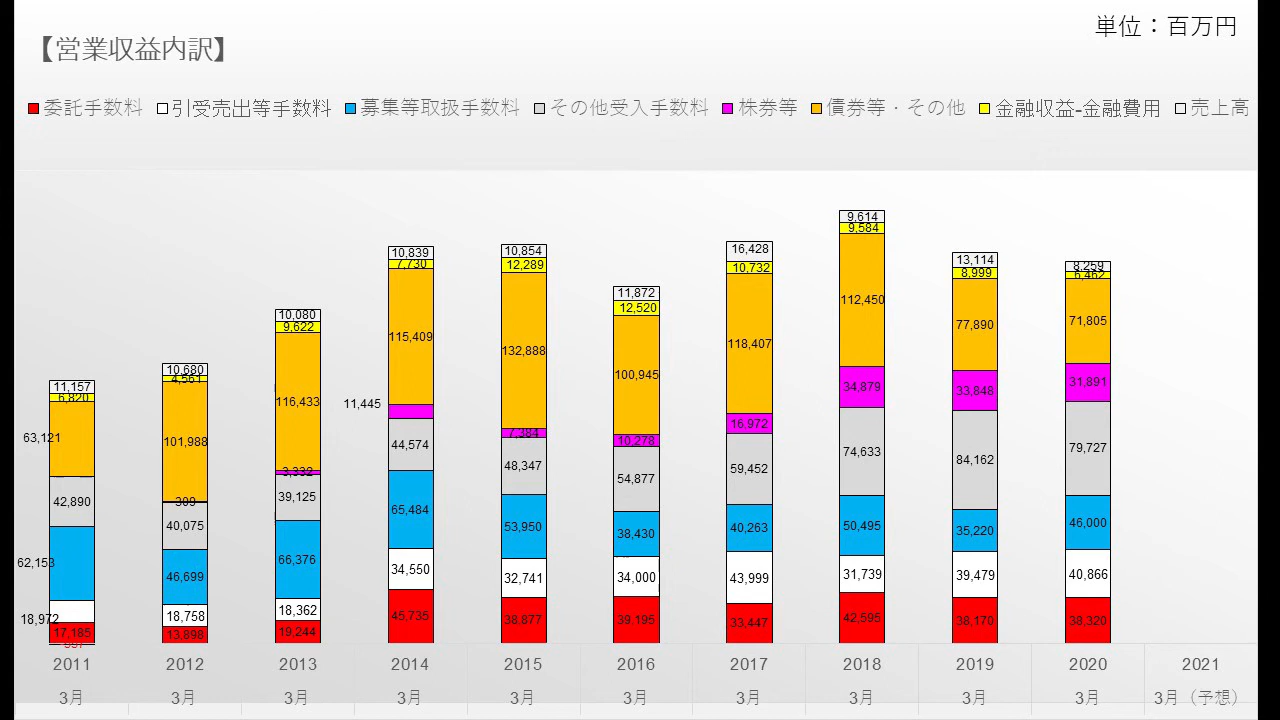 単位：百万円
【営業収益内訳】
委託手数料 引受売出等手数料 募集等取扱手数料 その他受入手数料 株券等 債券等・その他 金融収益-金融費用 売上高
11,157 10,680 10,080 10,839 10,854 11,872 16,428 9,614 13,114 8,259
6,820 4,561 9,622 7,730 12,289 12,520 10,732 9,584 8,999 6,462
63,121 101,988 116,433 115,409 132,888 100,945 118,407 112,450 77,890 71,805
309 3,332 11,445 7,384 10,278 16,972 34,879 33,848 31,891
42,890 40,075 39,125 44,574 48,347 54,877 59,452 74,633 84,162 79,727
62,153 46,699 66,376 65,484 53,950 38,430 40,263 50,495 35,220 46,000
18,972 18,758 18,362 34,550 32,741 34,000 43,999 31,739 39,479 40,866
17,185 13,898 19,244 45,735 38,877 39,195 33,447 42,595 38,170 38,320
2011 2012 2013 2014 2015 2016 2017 2018 2019 2020 2021
3月 3月 3月 3月 3月 3月 3月 3月 3月 3月 3月（予想）